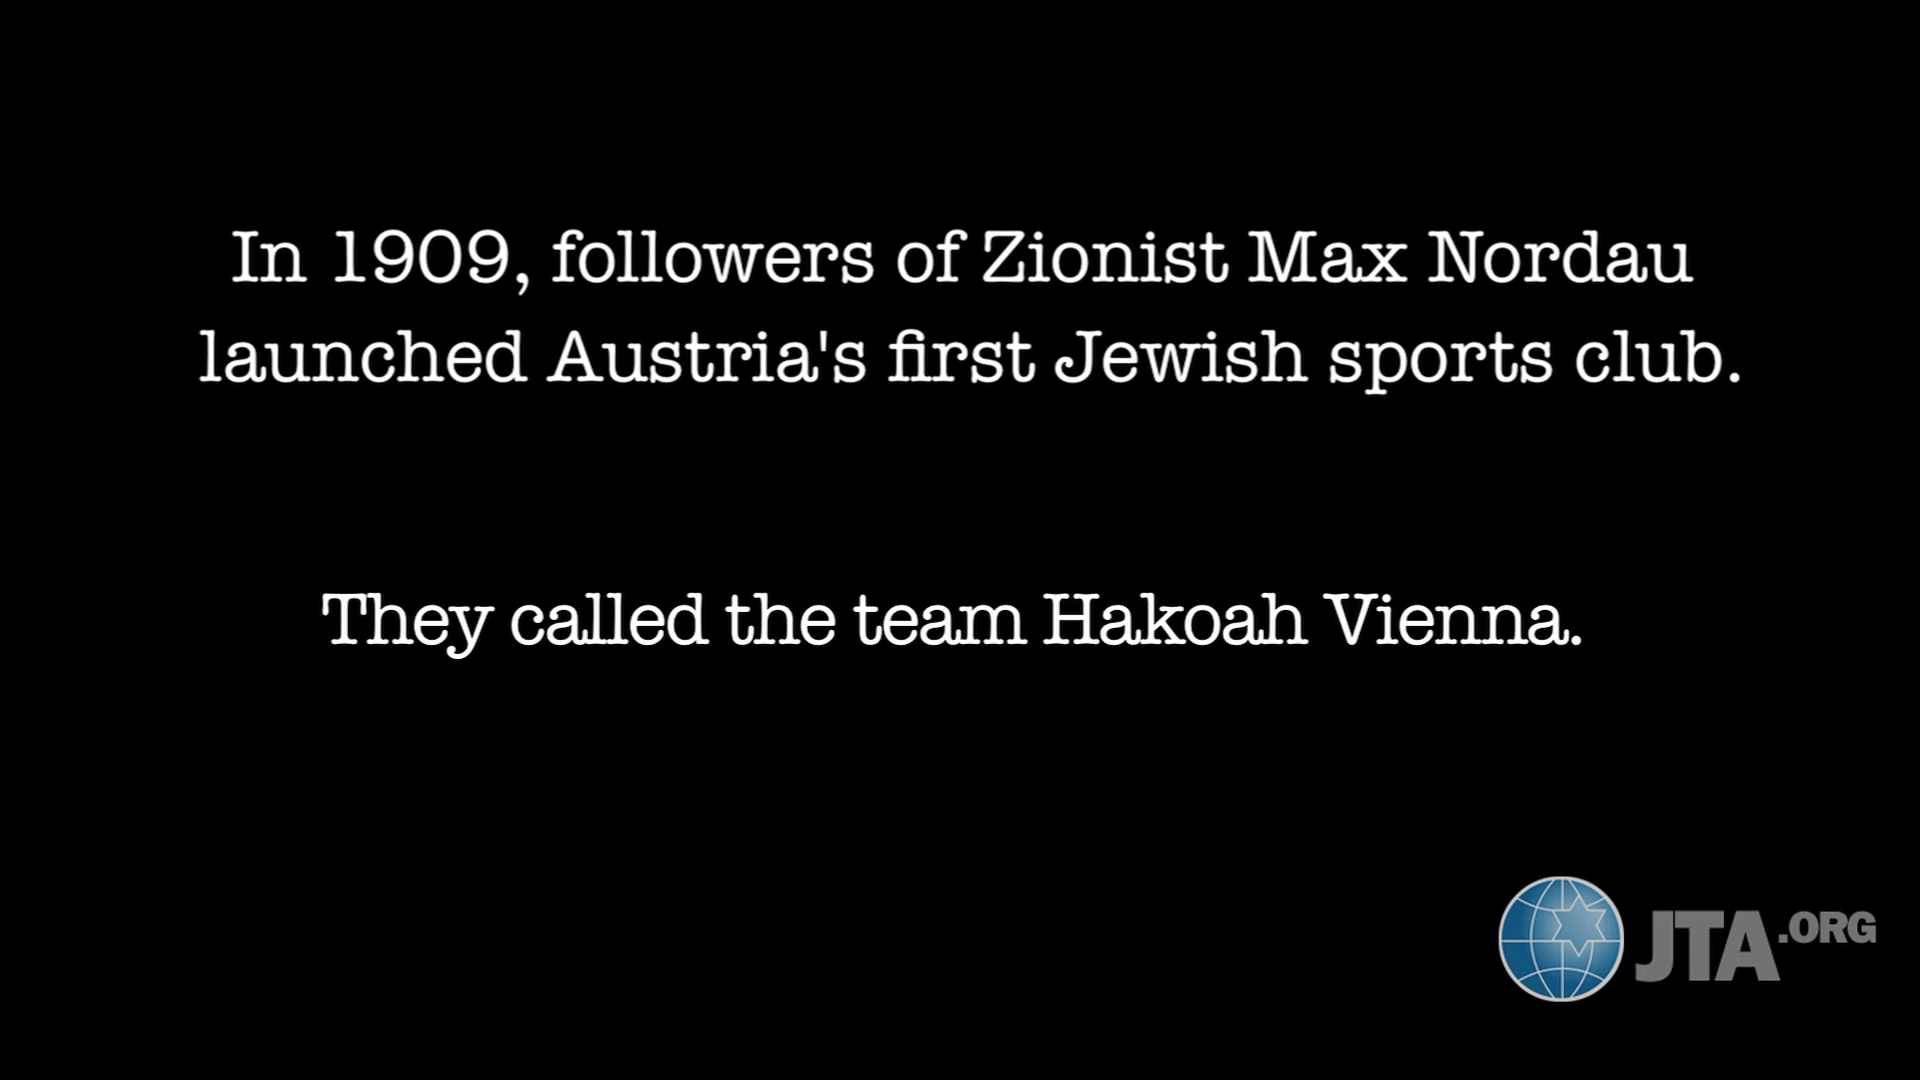 In 1909, followers of Zionist Max Nordau
launched Austria's first Jewish sports club.
They called the team Hakoah Vienna.
JTA.ORG